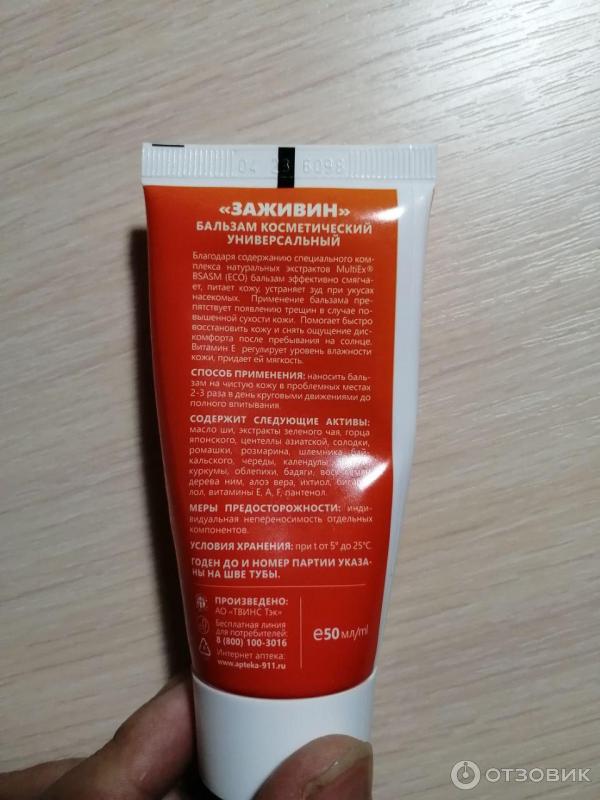 04 23 6098
«ЗАЖИВИН»
БАЛЬЗАМ КОСМЕТИЧЕСКИЙ
УНИВЕРСАЛЬНЫЙ
Благодаря содержанию специального ком-
плекса натуральных экстрактов MultiEx®
BSASM (ECO) бальзам эффективно смягча-
ет, питает кожу, устраняет зуд при укусах
насекомых. Применение бальзама пре-
пятствует появлению трещин в случае по-
вышенной сухости кожи. Помогает быстро
восстановить кожу и снять ощущение дис-
комфорта после пребывания на солнце.
Витамин Е регулирует уровень влажности
кожи, придает ей мягкость.
СПОСОБ ПРИМЕНЕНИЯ: наносить баль-
зам на чистую кожу в проблемных местах
2-3 раза в день круговыми движениями до
полного впитывания.
СОДЕРЖИТ СЛЕДУЮЩИЕ АКТИВЫ:
масло ши, экстракты зеленого чая, горца
японского, центеллы азиатской, солодки,
ромашки, розмарина, шлемника бай-
кальского, череды, календулы,
куркумы, облепихи, бадяги,
дерева ним, алоэ вера, ихтиол,
лол, витамины Е, А, F, пантенол.
МЕРЫ ПРЕДОСТОРОЖНОСТИ: инди-
видуальная непереносимость отдельных
компонентов.
УСЛОВИЯ ХРАНЕНИЯ: при t от 5° до 25°С.
ГОДЕН ДО И НОМЕР ПАРТИИ УКАЗА-
НЫ НА ШВЕ ТУБЫ.
ПРОИЗВЕДЕНО:
АО «ТВИНС Тэк»
Бесплатная линия
для потребителей:
8 (800) 100-3016
Интернет аптека:
www.apteka-911.ru
℮50 мл/ml
ОТЗОВИК